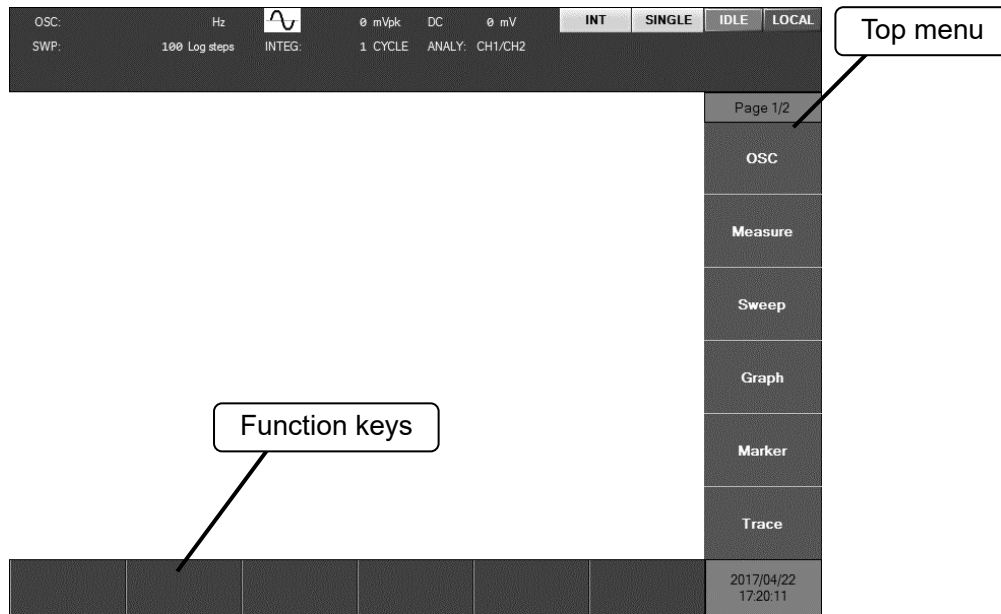 OSC: Hz 0 mVpk DC 0 mV INT SINGLE IDLE LOCAL
SWP: 100 Log steps INTEG: 1 CYCLE ANALY: CH1/CH2
Top menu
Page 1/2
OSC
Measure
Sweep
Graph
Function keys
Marker
Trace
2017/04/22
17:20:11